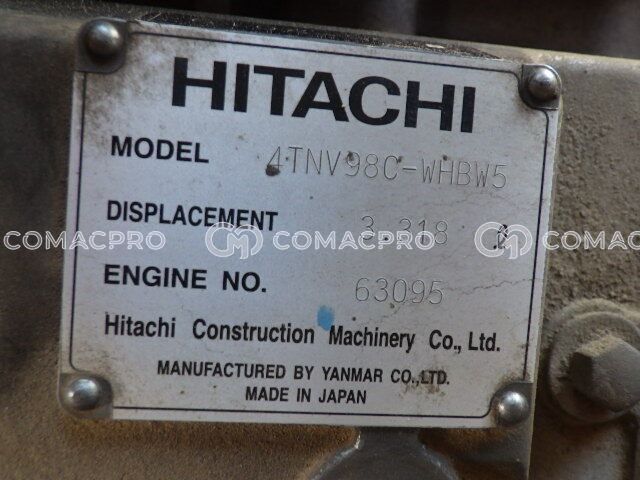 HITACHI
MODEL 4TNV98C-WHBW5
DISPLACEMENT 3.318 ℓ
COMACPRO COMACPRO COMACPRO
ENGINE NO. 63095
Hitachi Construction Machinery Co., Ltd.
MANUFACTURED BY YANMAR CO.,LTD.
MADE IN JAPAN